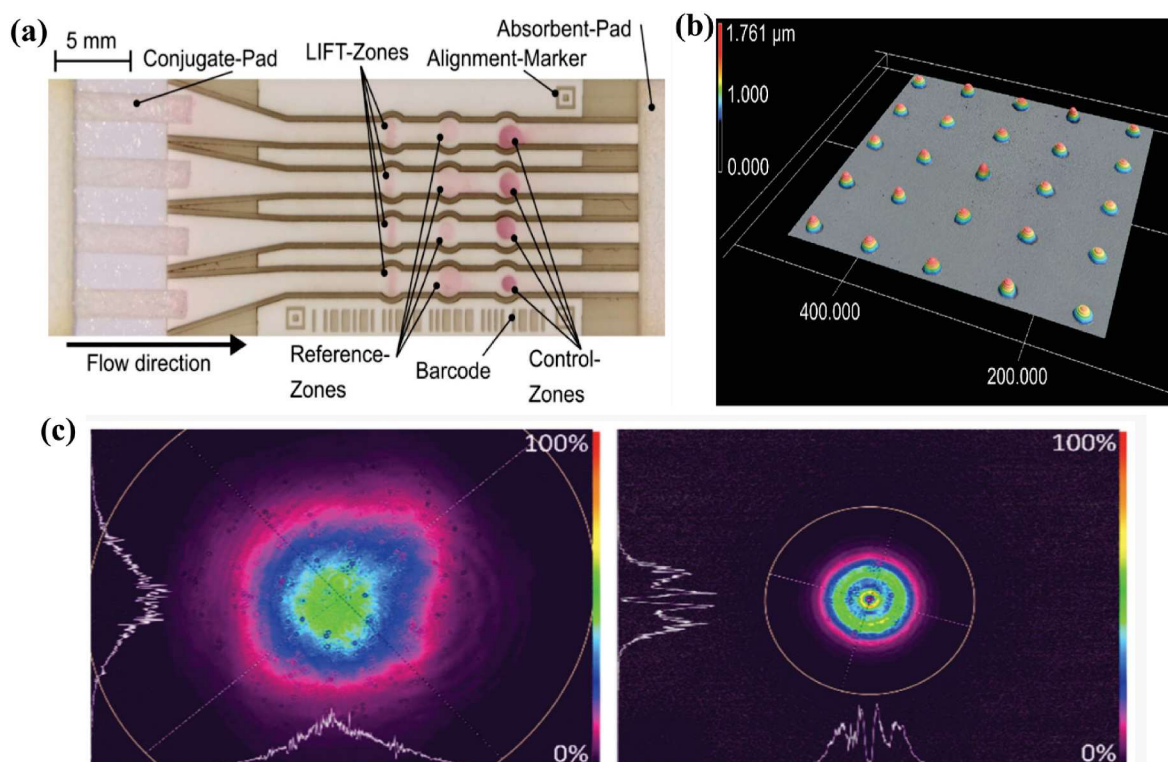 (a)
5 mm
Conjugate-Pad
LIFT-Zones
Absorbent-Pad
Alignment-Marker
Flow direction
Reference-
Zones
Barcode
Control-
Zones
(b)
1.761 µm
1.000
0.000
400.000
200.000
(c)
100%
0%
100%
0%